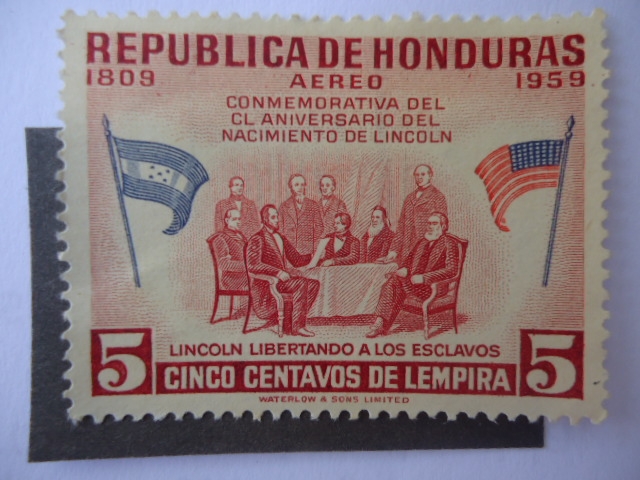 REPUBLICA DE HONDURAS
1809 AEREO 1959
CONMEMORATIVA DEL
CL ANIVERSARIO DEL
NACIMIENTO DE LINCOLN
LINCOLN LIBERTANDO A LOS ESCLAVOS
5 CINCO CENTAVOS DE LEMPIRA 5
WATERLOW & SONS LIMITED